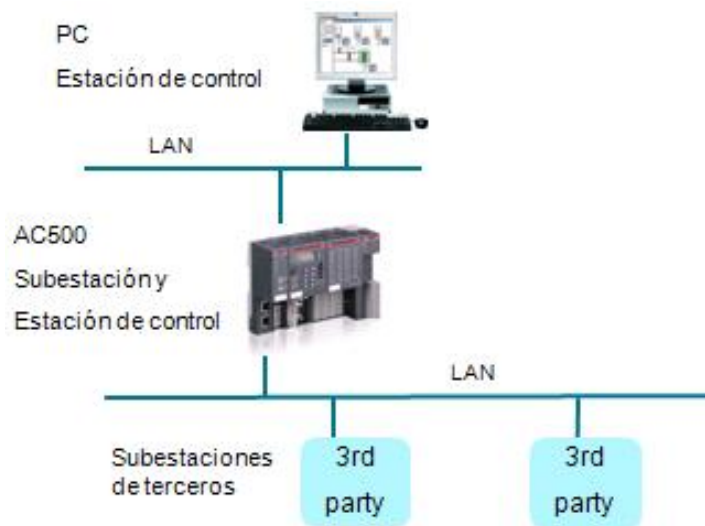 PC
Estación de control
LAN
AC500
Subestación y
Estación de control
LAN
Subestaciones
de terceros
3rd
party
3rd
party